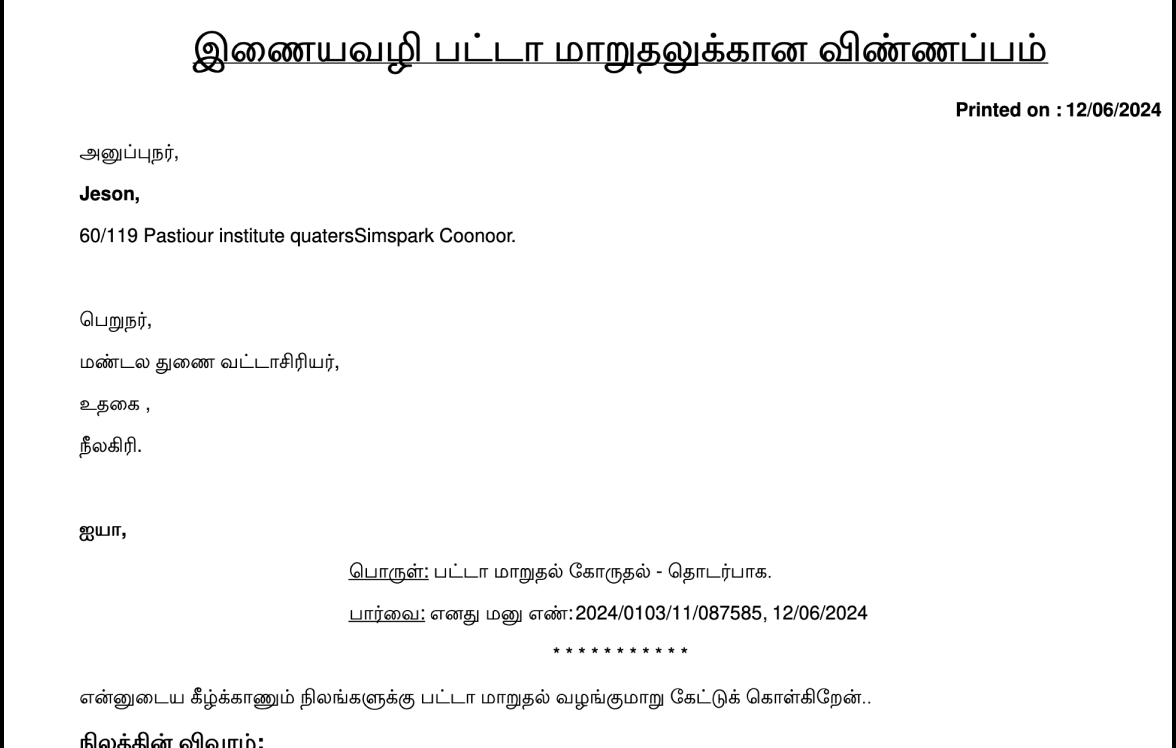 இணையவழி பட்டா மாறுதலுக்கான விண்ணப்பம்
Printed on : 12/06/2024
அனுப்புநர்,
Jeson,
60/119 Pastiour institute quatersSimspark Coonoor.
பெறுநர்,
மண்டல துணை வட்டாசிரியர்,
உதகை ,
நீலகிரி.
ஐயா,
பொருள்: பட்டா மாறுதல் கோருதல் - தொடர்பாக.
பார்வை: எனது மனு எண்:2024/0103/11/087585, 12/06/2024
* * * * * * * * * * *
என்னுடைய கீழ்க்காணும் நிலங்களுக்கு பட்டா மாறுதல் வழங்குமாறு கேட்டுக் கொள்கிறேன்..
நிலத்தின் விவரம்: